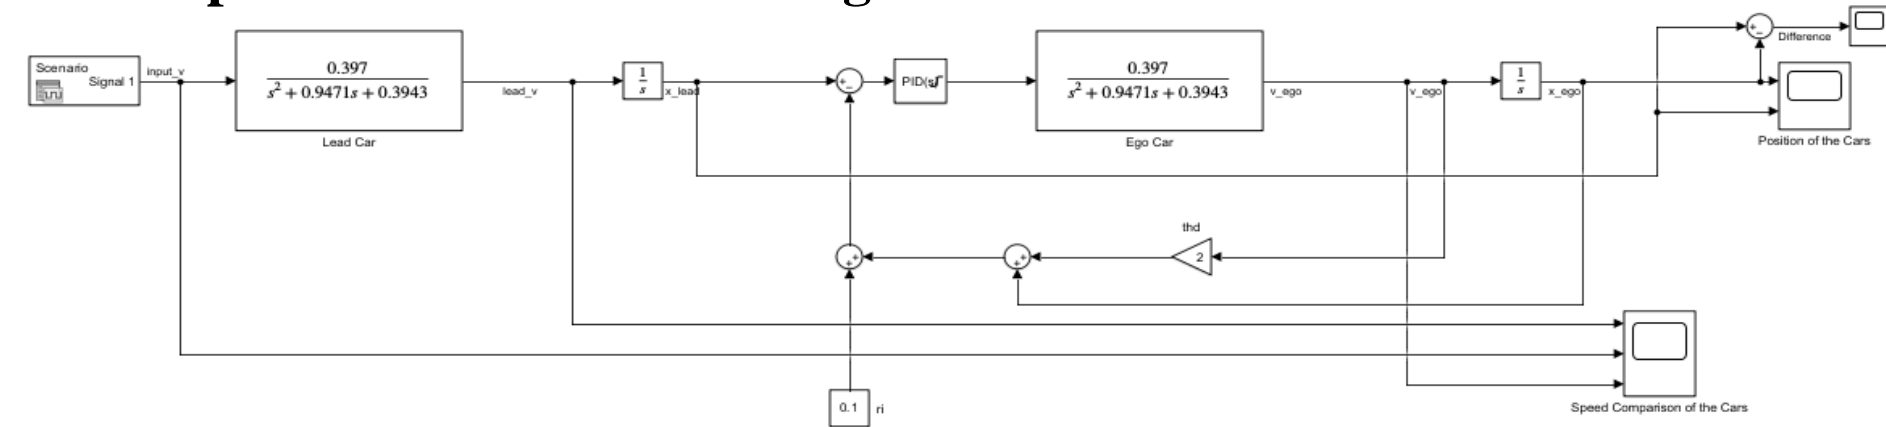 Scenario
Signal 1
input_v
0.397
s² + 0.9471s + 0.3943
Lead Car
lead_v
1
s
x_lead
+
−
PID(s)
0.397
s² + 0.9471s + 0.3943
Ego Car
v_ego
v_ego
1
s
x_ego
+
−
Difference
Position of the Cars
thd
2
+
+
+
+
0.1
ri
Speed Comparison of the Cars